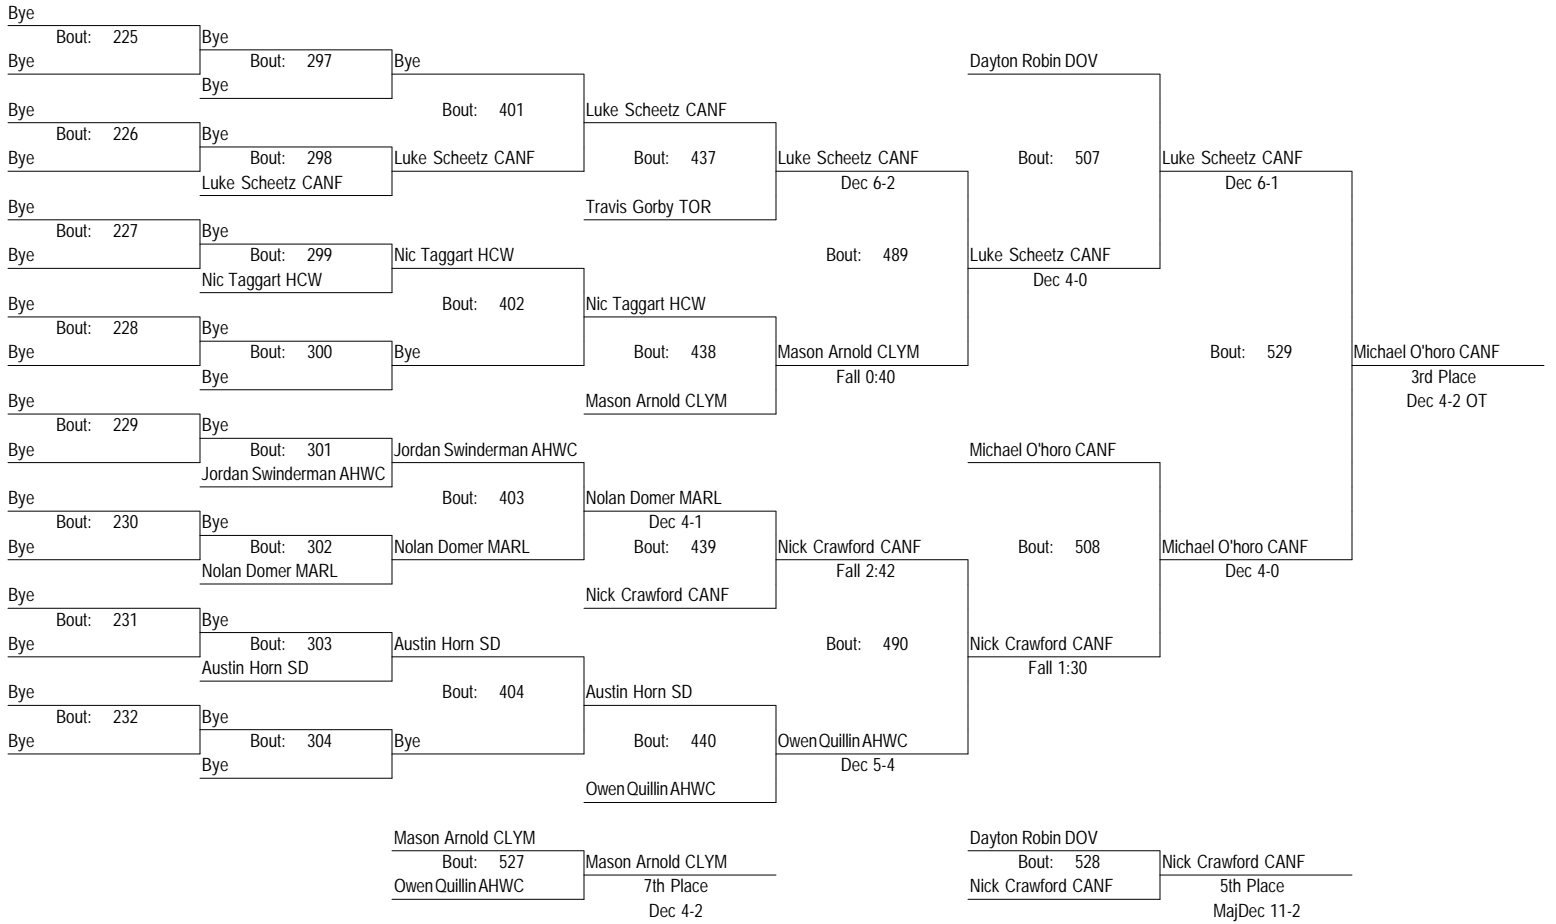 Bye
Bout: 225
Bye
Bye
Bout: 297
Bye
Bye
Bout: 401
Bye
Bout: 226
Bye
Bye
Bout: 298
Luke Scheetz CANF
Luke Scheetz CANF
Luke Scheetz CANF
Bout: 437
Travis Gorby TOR
Luke Scheetz CANF
Dec 6-2
Bye
Bout: 227
Bye
Bye
Bout: 299
Nic Taggart HCW
Nic Taggart HCW
Bout: 402
Bye
Bout: 228
Bye
Bye
Bout: 300
Bye
Bye
Nic Taggart HCW
Bout: 438
Mason Arnold CLYM
Mason Arnold CLYM
Fall 0:40
Bout: 489
Luke Scheetz CANF
Dec 4-0
Dayton Robin DOV
Bout: 507
Luke Scheetz CANF
Dec 6-1
Bye
Bout: 229
Bye
Bye
Bout: 301
Jordan Swinderman AHWC
Jordan Swinderman AHWC
Bout: 403
Bye
Bout: 230
Bye
Bye
Bout: 302
Nolan Domer MARL
Nolan Domer MARL
Nolan Domer MARL
Dec 4-1
Bout: 439
Nick Crawford CANF
Nick Crawford CANF
Fall 2:42
Bye
Bout: 231
Bye
Bye
Bout: 303
Austin Horn SD
Austin Horn SD
Bout: 404
Bye
Bout: 232
Bye
Bye
Bout: 304
Bye
Bye
Austin Horn SD
Bout: 440
Owen Quillin AHWC
Owen Quillin AHWC
Dec 5-4
Bout: 490
Nick Crawford CANF
Fall 1:30
Michael O'horo CANF
Bout: 508
Michael O'horo CANF
Dec 4-0
Bout: 529
Michael O'horo CANF
3rd Place
Dec 4-2 OT
Mason Arnold CLYM
Bout: 527
Owen Quillin AHWC
Mason Arnold CLYM
7th Place
Dec 4-2
Dayton Robin DOV
Bout: 528
Nick Crawford CANF
Nick Crawford CANF
5th Place
MajDec 11-2